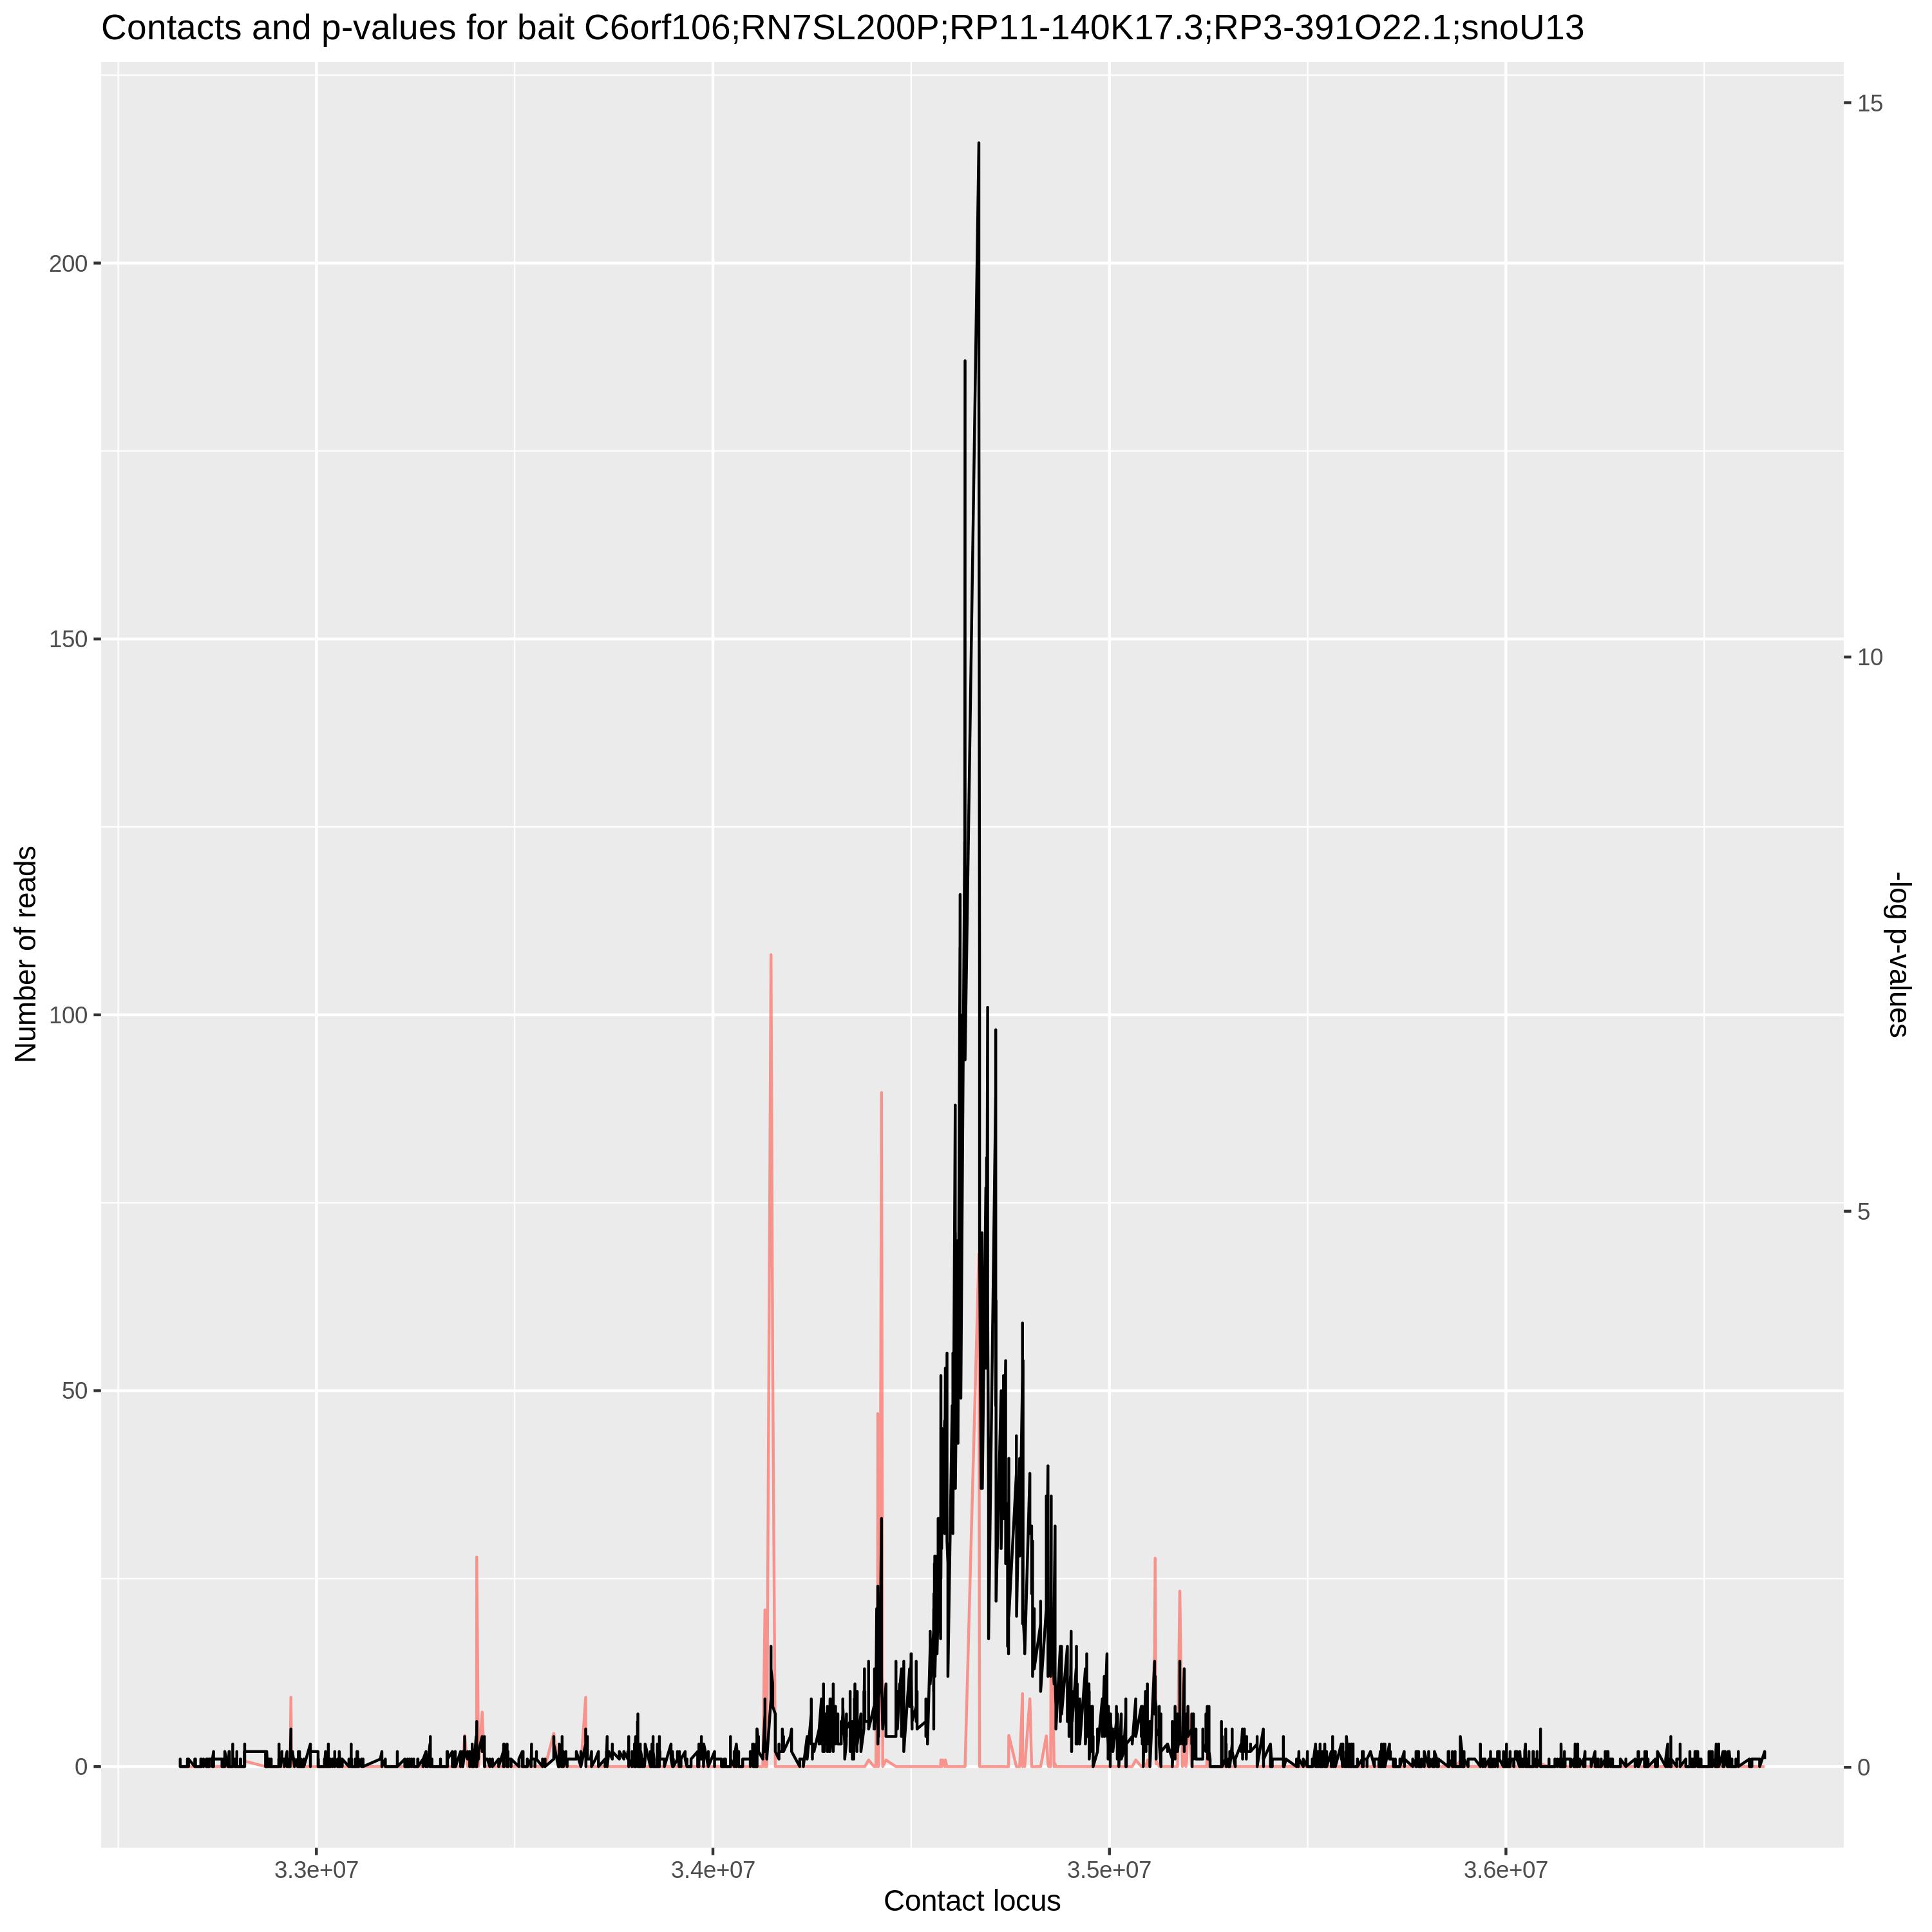 Contacts and p-values for bait C6orf106;RN7SL200P;RP11-140K17.3;RP3-391O22.1;snoU13
15
200
150
10
Number of reads
-log p-values
100
5
50
0
0
3.3e+07
3.4e+07
3.5e+07
3.6e+07
Contact locus